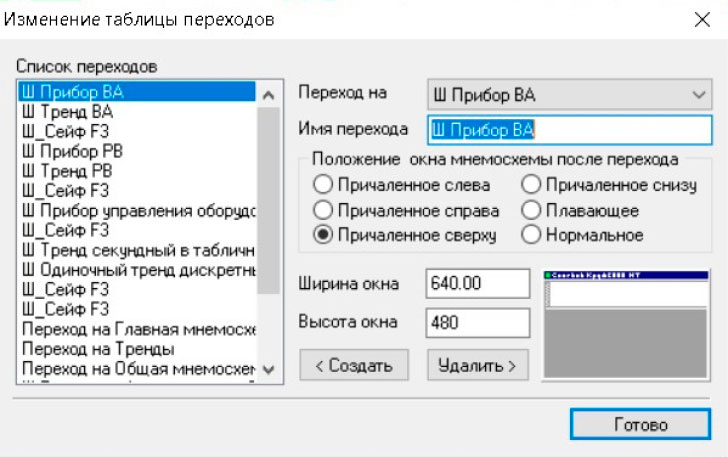 Изменение таблицы переходов
Список переходов
Ш Прибор ВА
Ш Тренд ВА
Ш_Сейф F3
Ш Прибор РВ
Ш Тренд РВ
Ш_Сейф F3
Ш Прибор управления оборудс
Ш_Сейф F3
Ш Тренд секундный в табличн
Ш Одиночный тренд дискретнь
Ш_Сейф F3
Ш_Сейф F3
Переход на Главная мнемосхе
Переход на Тренды
Переход на Общая мнемосхем
Переход на
Ш Прибор ВА
Имя перехода
Ш Прибор ВА
Положение окна мнемосхемы после перехода
Причаленное слева
Причаленное снизу
Причаленное справа
Плавающее
Причаленное сверху
Нормальное
Ширина окна
640.00
Высота окна
480
< Создать
Удалить >
Готово